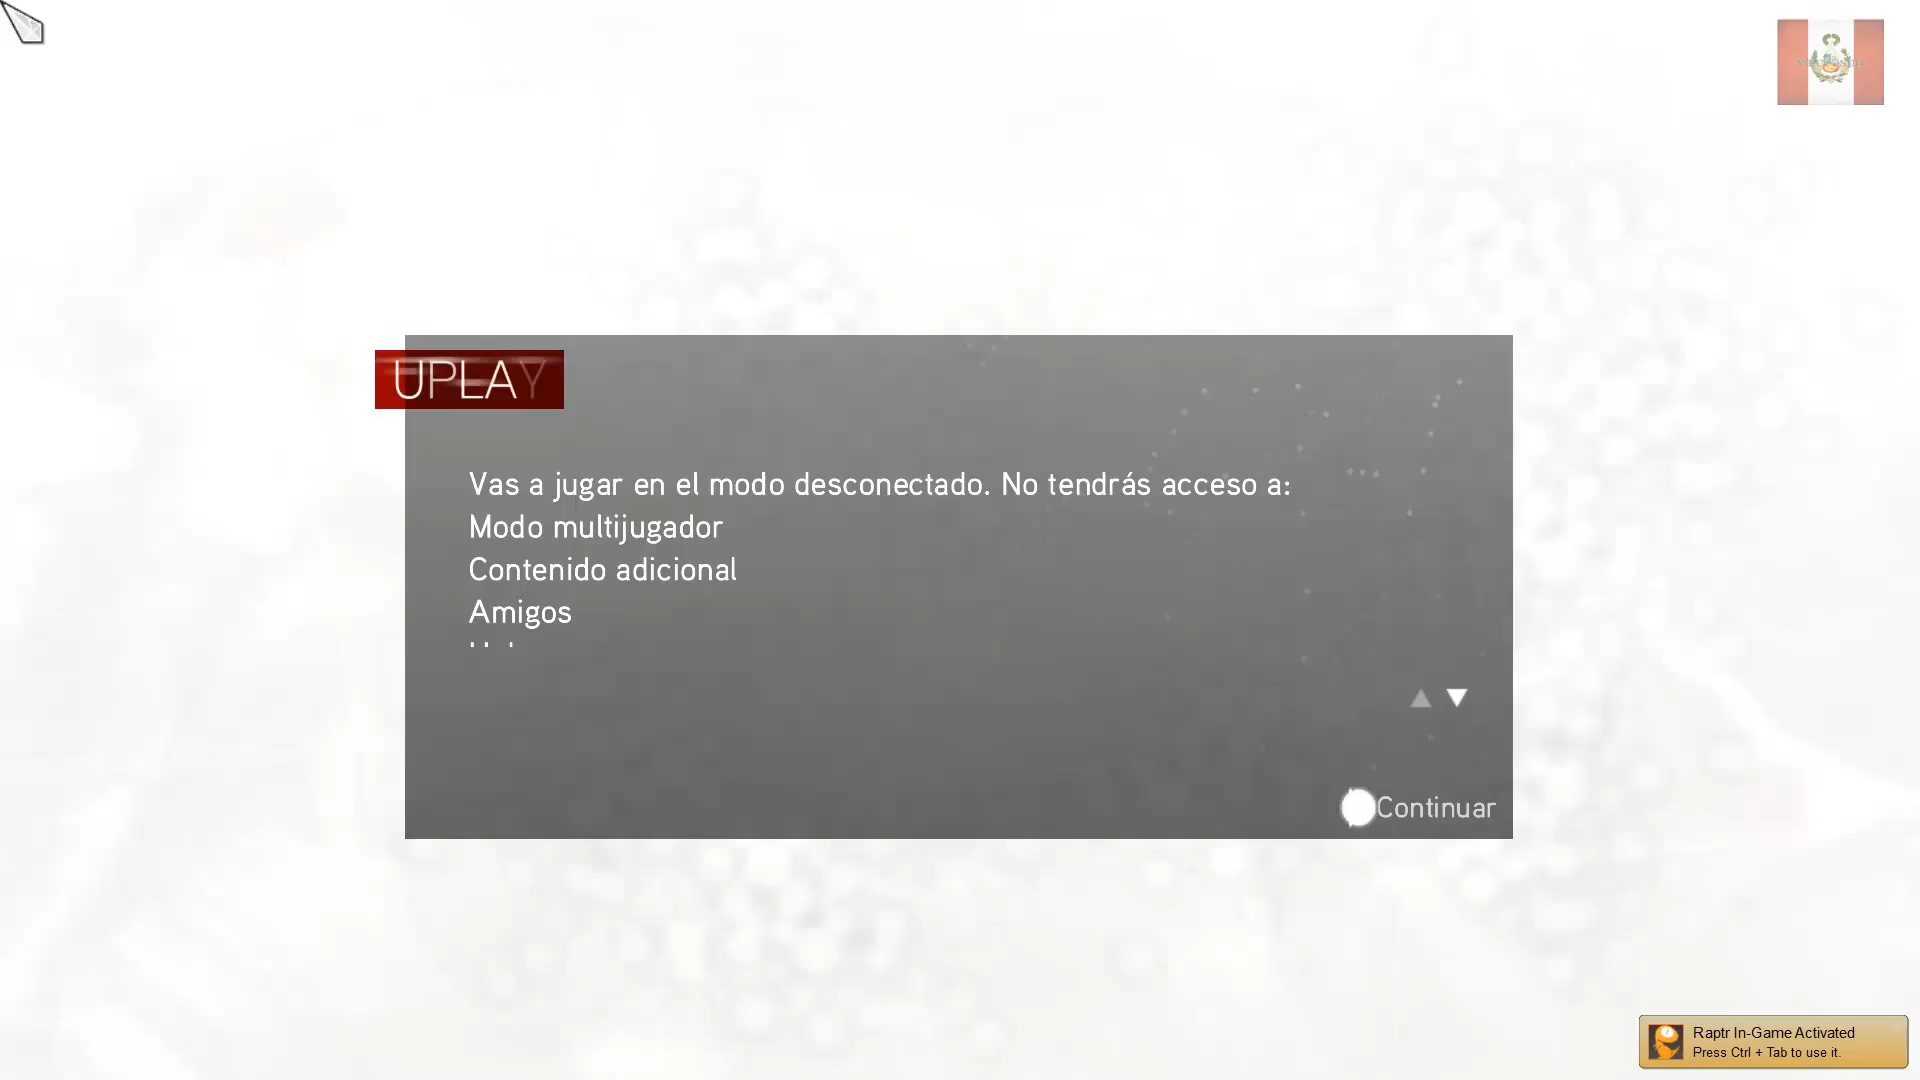 UPLAY
Vas a jugar en el modo desconectado. No tendrás acceso a:
Modo multijugador
Contenido adicional
Amigos
Continuar
Raptr In-Game Activated
Press Ctrl + Tab to use it.